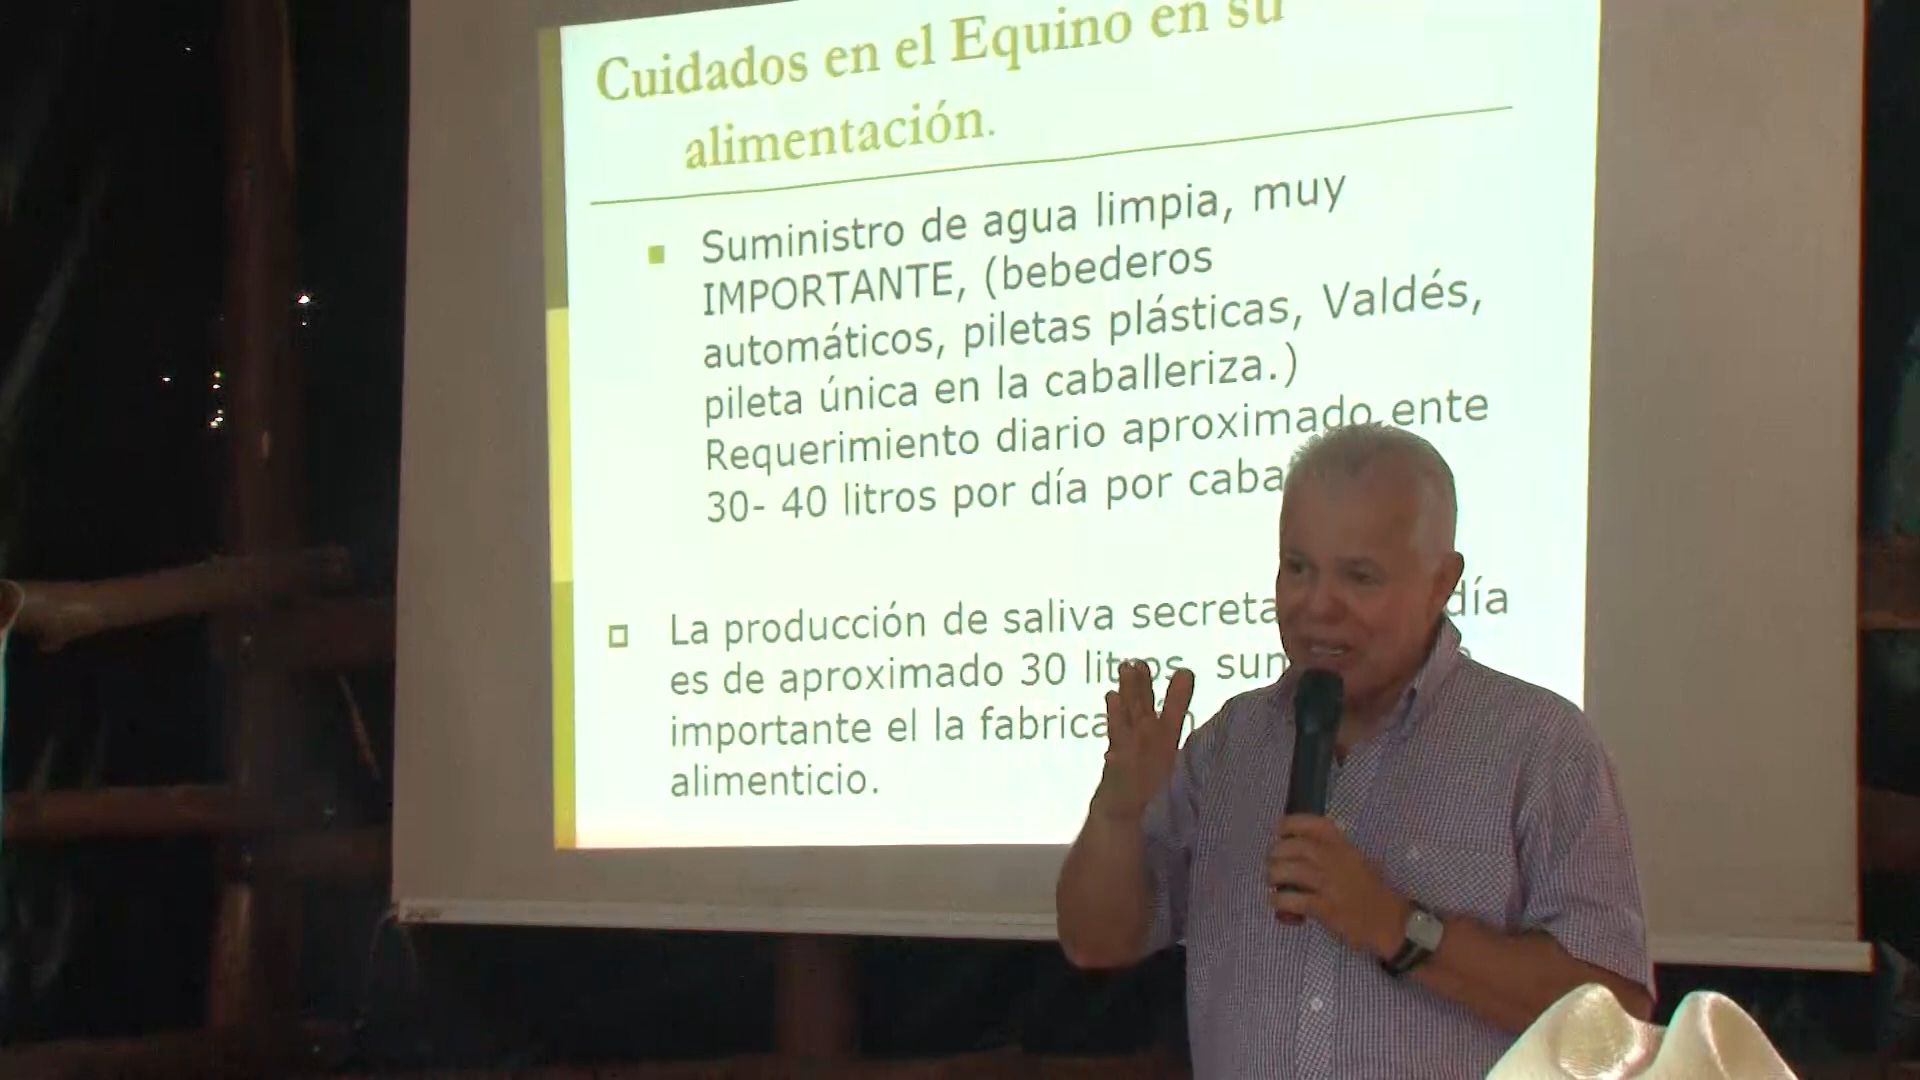 Cuidados en el Equino en su
alimentación.
Suministro de agua limpia, muy
IMPORTANTE, (bebederos
automáticos, piletas plásticas, Valdés,
pileta única en la caballeriza.)
Requerimiento diario aproximado ente
30- 40 litros por día por
La producción de saliva día
es de aproximado 30 litros,
importante el la
alimenticio.